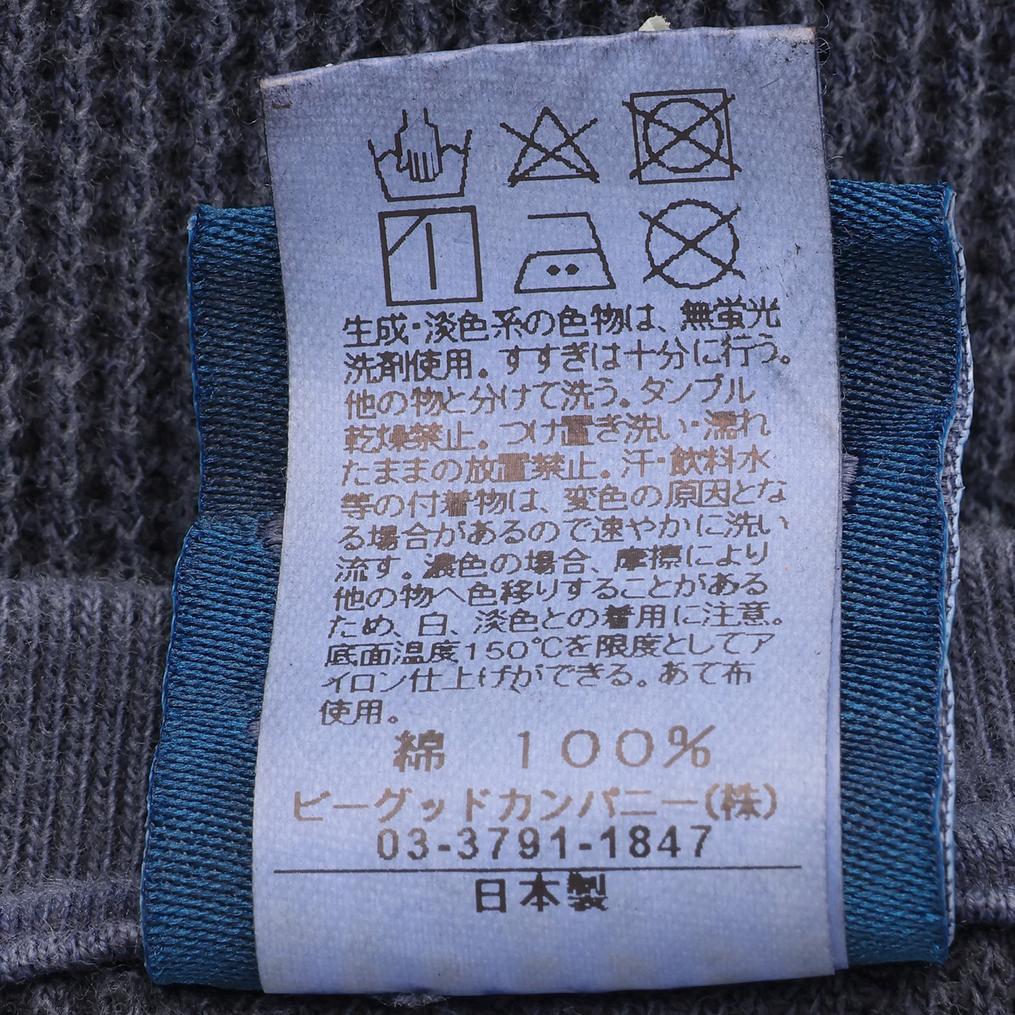 生成・淡色系の色物は、無蛍光
洗剤使用。すすぎは十分に行う。
他の物と分けて洗う。タンブル
乾燥禁止。つけ置き洗い・濡れ
たままの放置禁止。汗・飲料水
等の付着物は、変色の原因とな
る場合があるので速やかに洗い
流す。濃色の場合、摩擦により
他の物へ色移りすることがある
ため、白、淡色との着用に注意。
底面温度150℃を限度としてア
イロン仕上げができる。あて布
使用。
綿 100%
ビーグッドカンパニー(株)
03-3791-1847
日本製